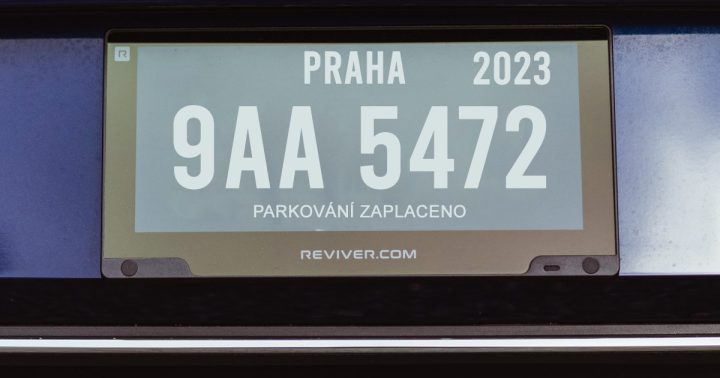 R
PRAHA 2023
9AA 5472
PARKOVÁNÍ ZAPLACENO
REVIVER.COM